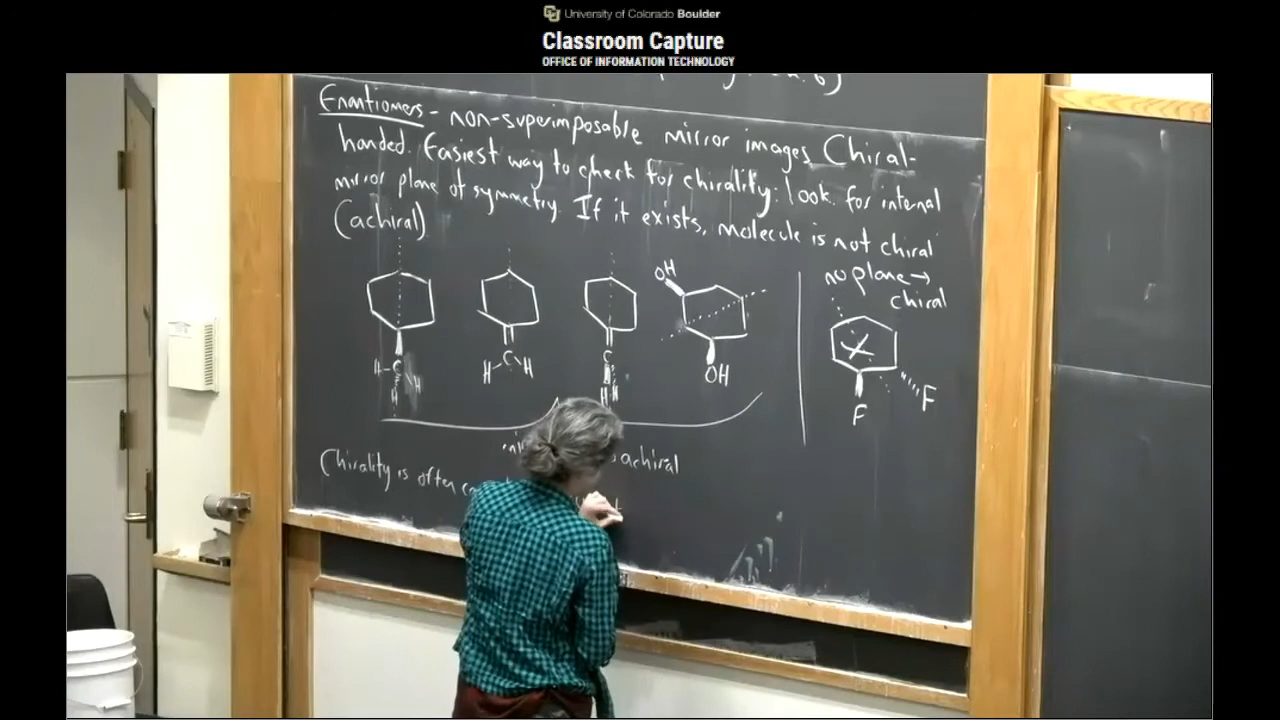 University of Colorado Boulder
Classroom Capture
OFFICE OF INFORMATION TECHNOLOGY
Enantiomers - non-superimposable mirror images. Chiral-
handed. Easiest way to check for chirality: look for internal
mirror plane of symmetry. If it exists, molecule is not chiral
(achiral)
no plane →
chiral
OH
OH
C
H
H
H
C
H
H
C
H
H
F
F
achiral
Chirality is often